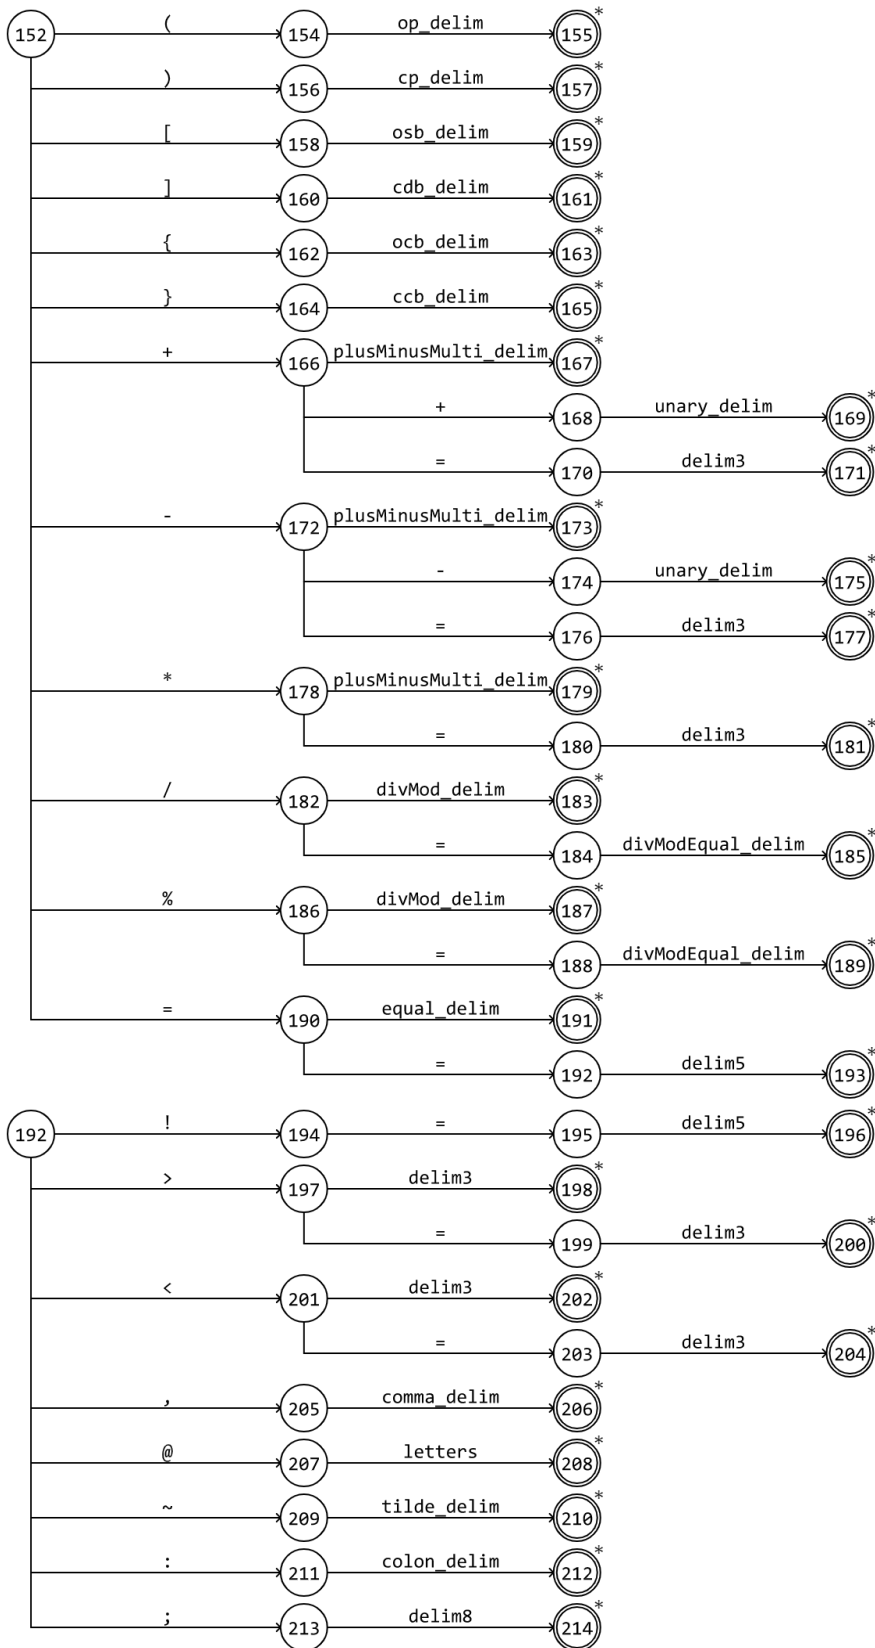 152 ( 154 op_delim 155 *
) 156 cp_delim 157 *
[ 158 osb_delim 159 *
] 160 cdb_delim 161 *
{ 162 ocb_delim 163 *
} 164 ccb_delim 165 *
+ 166 plusMinusMulti_delim 167 *
+ 168 unary_delim 169 *
= 170 delim3 171 *
- 172 plusMinusMulti_delim 173 *
- 174 unary_delim 175 *
= 176 delim3 177 *
* 178 plusMinusMulti_delim 179 *
= 180 delim3 181 *
/ 182 divMod_delim 183 *
= 184 divModEqual_delim 185 *
% 186 divMod_delim 187 *
= 188 divModEqual_delim 189 *
= 190 equal_delim 191 *
= 192 delim5 193 *
192 ! 194 = 195 delim5 196 *
> 197 delim3 198 *
= 199 delim3 200 *
< 201 delim3 202 *
= 203 delim3 204 *
, 205 comma_delim 206 *
@ 207 letters 208 *
~ 209 tilde_delim 210 *
: 211 colon_delim 212 *
; 213 delim8 214 *